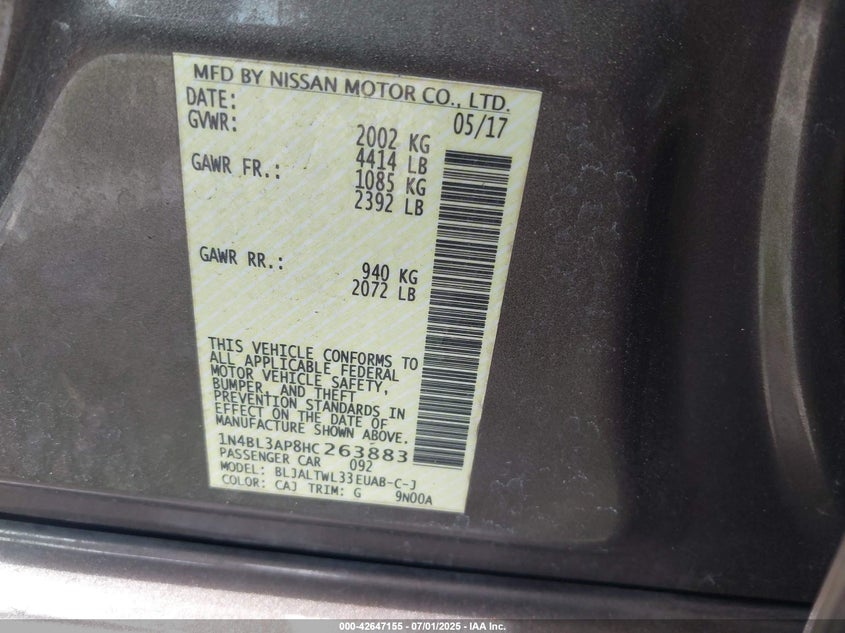 MFD BY NISSAN MOTOR CO., LTD.
DATE: 05/17
GVWR: 2002 KG
4414 LB
GAWR FR.: 1085 KG
2392 LB
GAWR RR.: 940 KG
2072 LB
THIS VEHICLE CONFORMS TO
ALL APPLICABLE FEDERAL
MOTOR VEHICLE SAFETY,
BUMPER, AND THEFT
PREVENTION STANDARDS IN
EFFECT ON THE DATE OF
MANUFACTURE SHOWN ABOVE.
1N4BL3AP8HC263883
PASSENGER CAR 092
MODEL: BLJALTWL33EUAB-C-J
COLOR: CAJ TRIM: G 9N00A
000-42647155 - 07/01/2025 - IAA Inc.